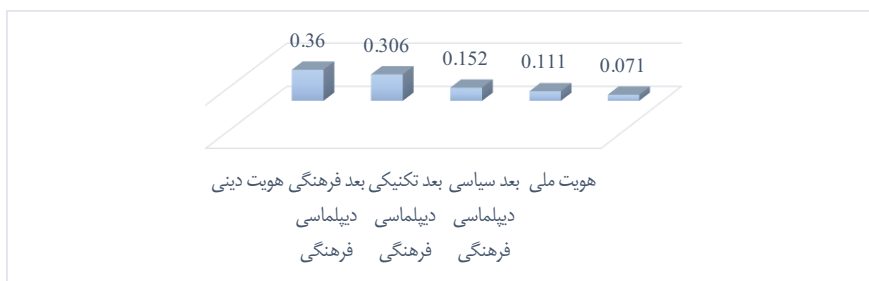 0.36 0.306 0.152 0.111 0.071
هویت دینی بعد فرهنگی بعد تکنیکی بعد سیاسی هویت ملی
دیپلماسی دیپلماسی دیپلماسی
فرهنگی فرهنگی فرهنگی